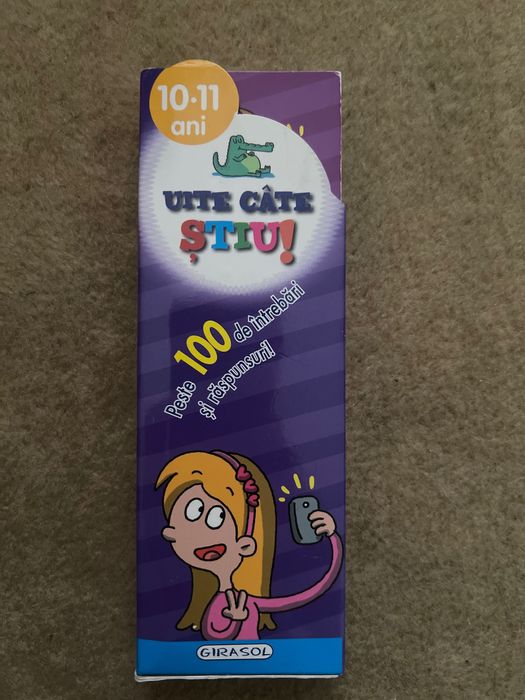 10-11
ani
UITE CÂTE
ȘTIU!
Peste 100 de întrebări
și răspunsuri!
GIRASOL